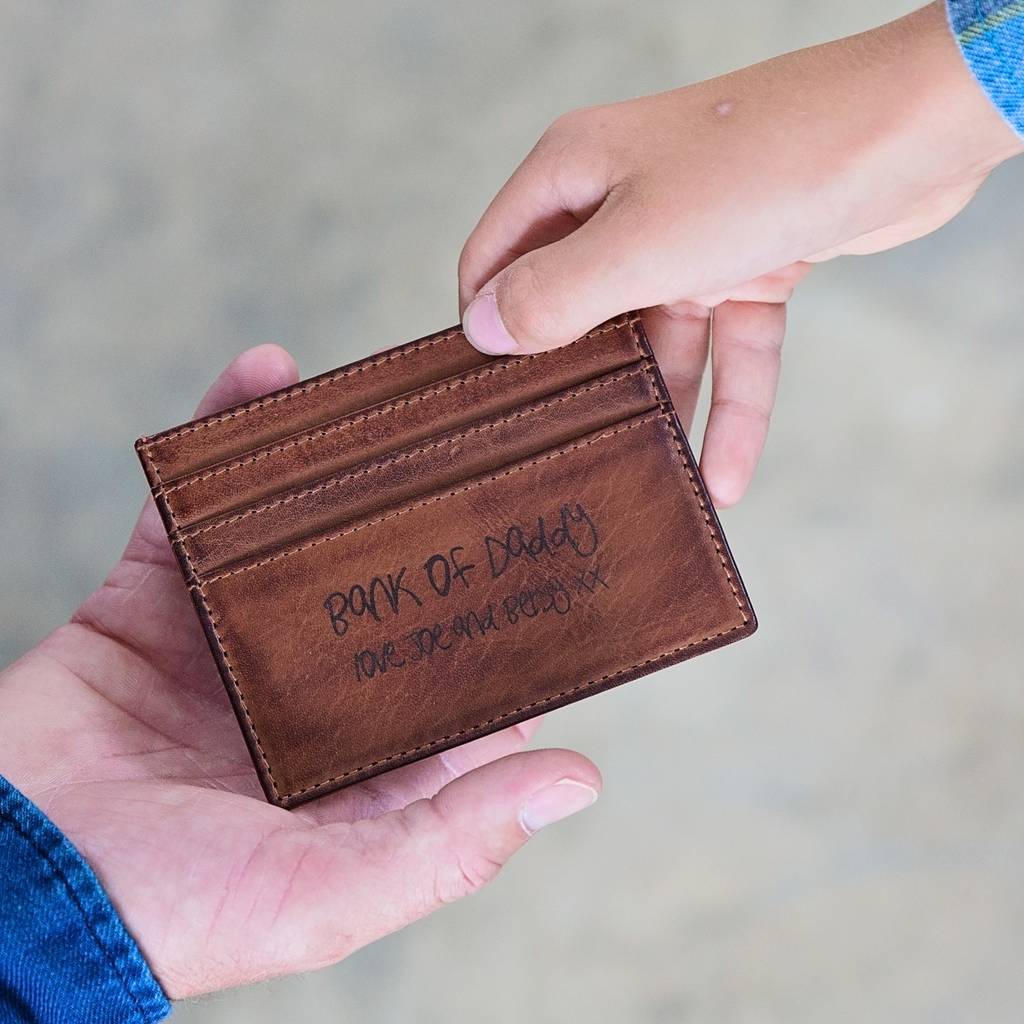 Bank of Daddy
love Joe and Betsy xx